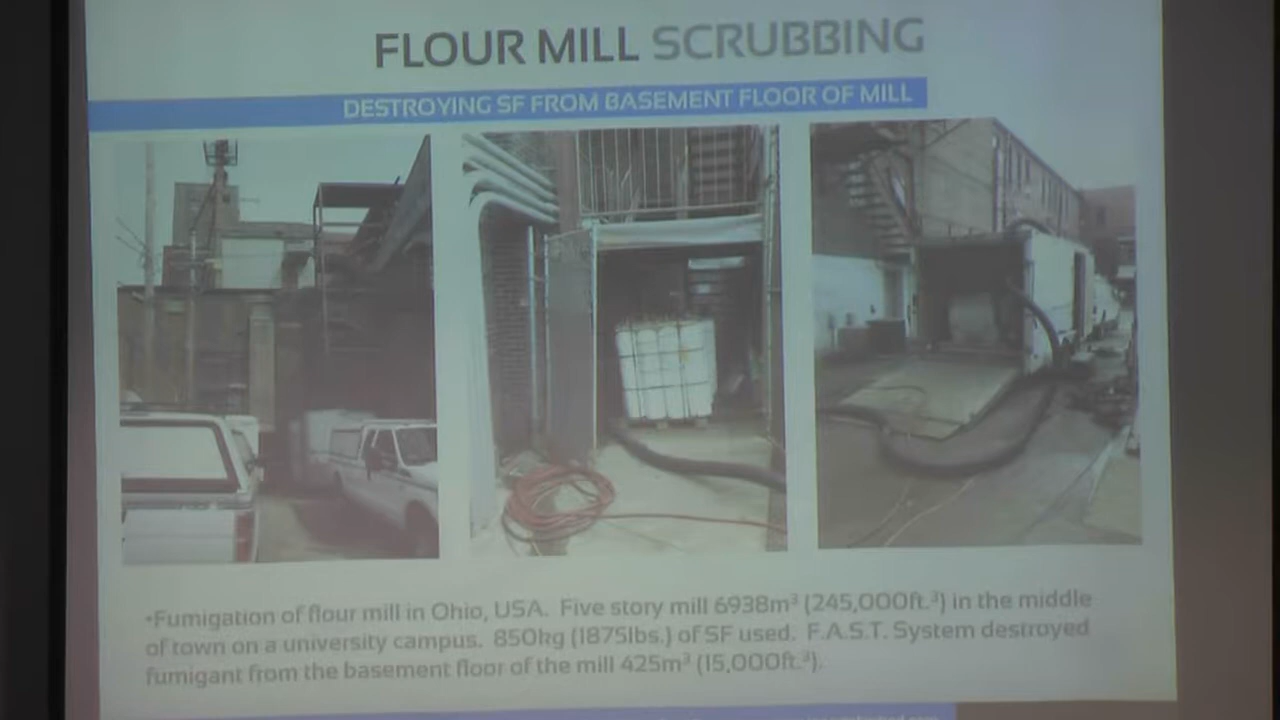 FLOUR MILL SCRUBBING
DESTROYING SF FROM BASEMENT FLOOR OF MILL
•Fumigation of flour mill in Ohio, USA. Five story mill 6938m³ (245,000ft.³) in the middle
of town on a university campus. 850kg (1875lbs.) of SF used. F.A.S.T. System destroyed
fumigant from the basement floor of the mill 425m³ (15,000ft.³).